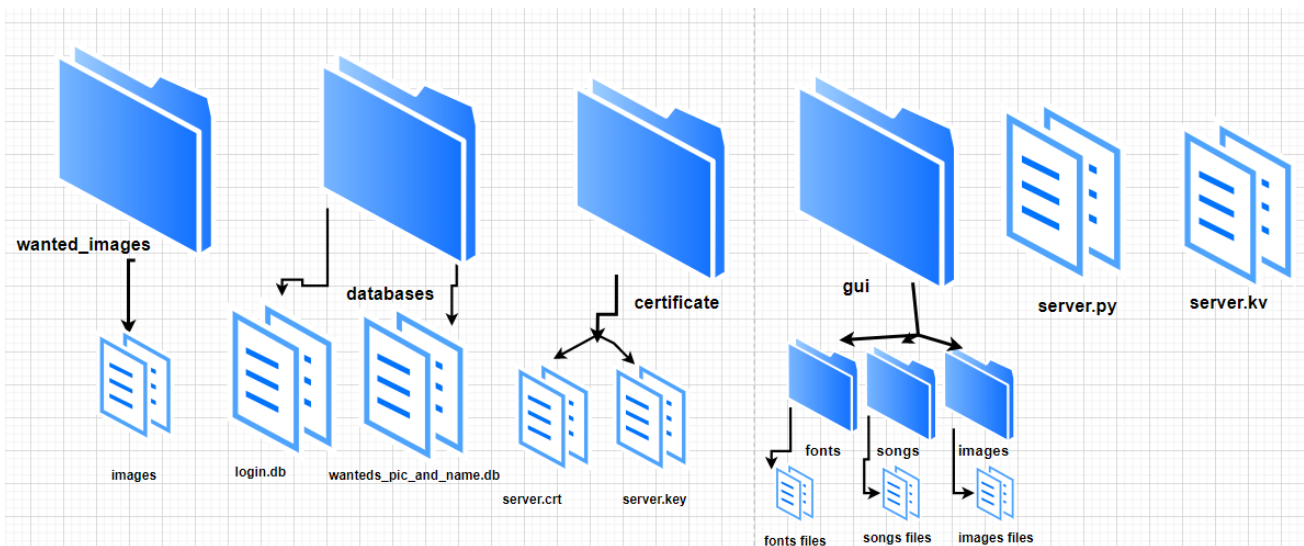 wanted_images
databases
certificate
gui
server.py
server.kv
images
login.db
wanteds_pic_and_name.db
server.crt
server.key
fonts
songs
images
fonts files
songs files
images files